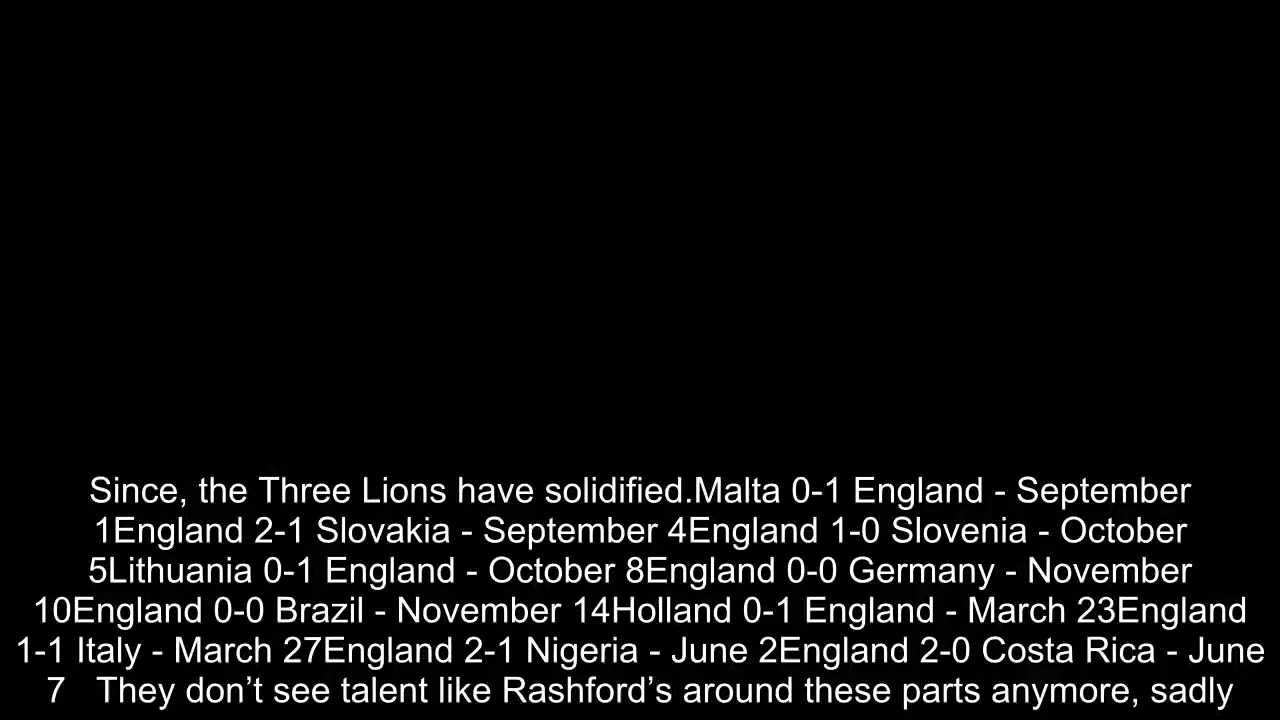 Since, the Three Lions have solidified.Malta 0-1 England - September
1England 2-1 Slovakia - September 4England 1-0 Slovenia - October
5Lithuania 0-1 England - October 8England 0-0 Germany - November
10England 0-0 Brazil - November 14Holland 0-1 England - March 23England
1-1 Italy - March 27England 2-1 Nigeria - June 2England 2-0 Costa Rica - June
7   They don’t see talent like Rashford’s around these parts anymore, sadly